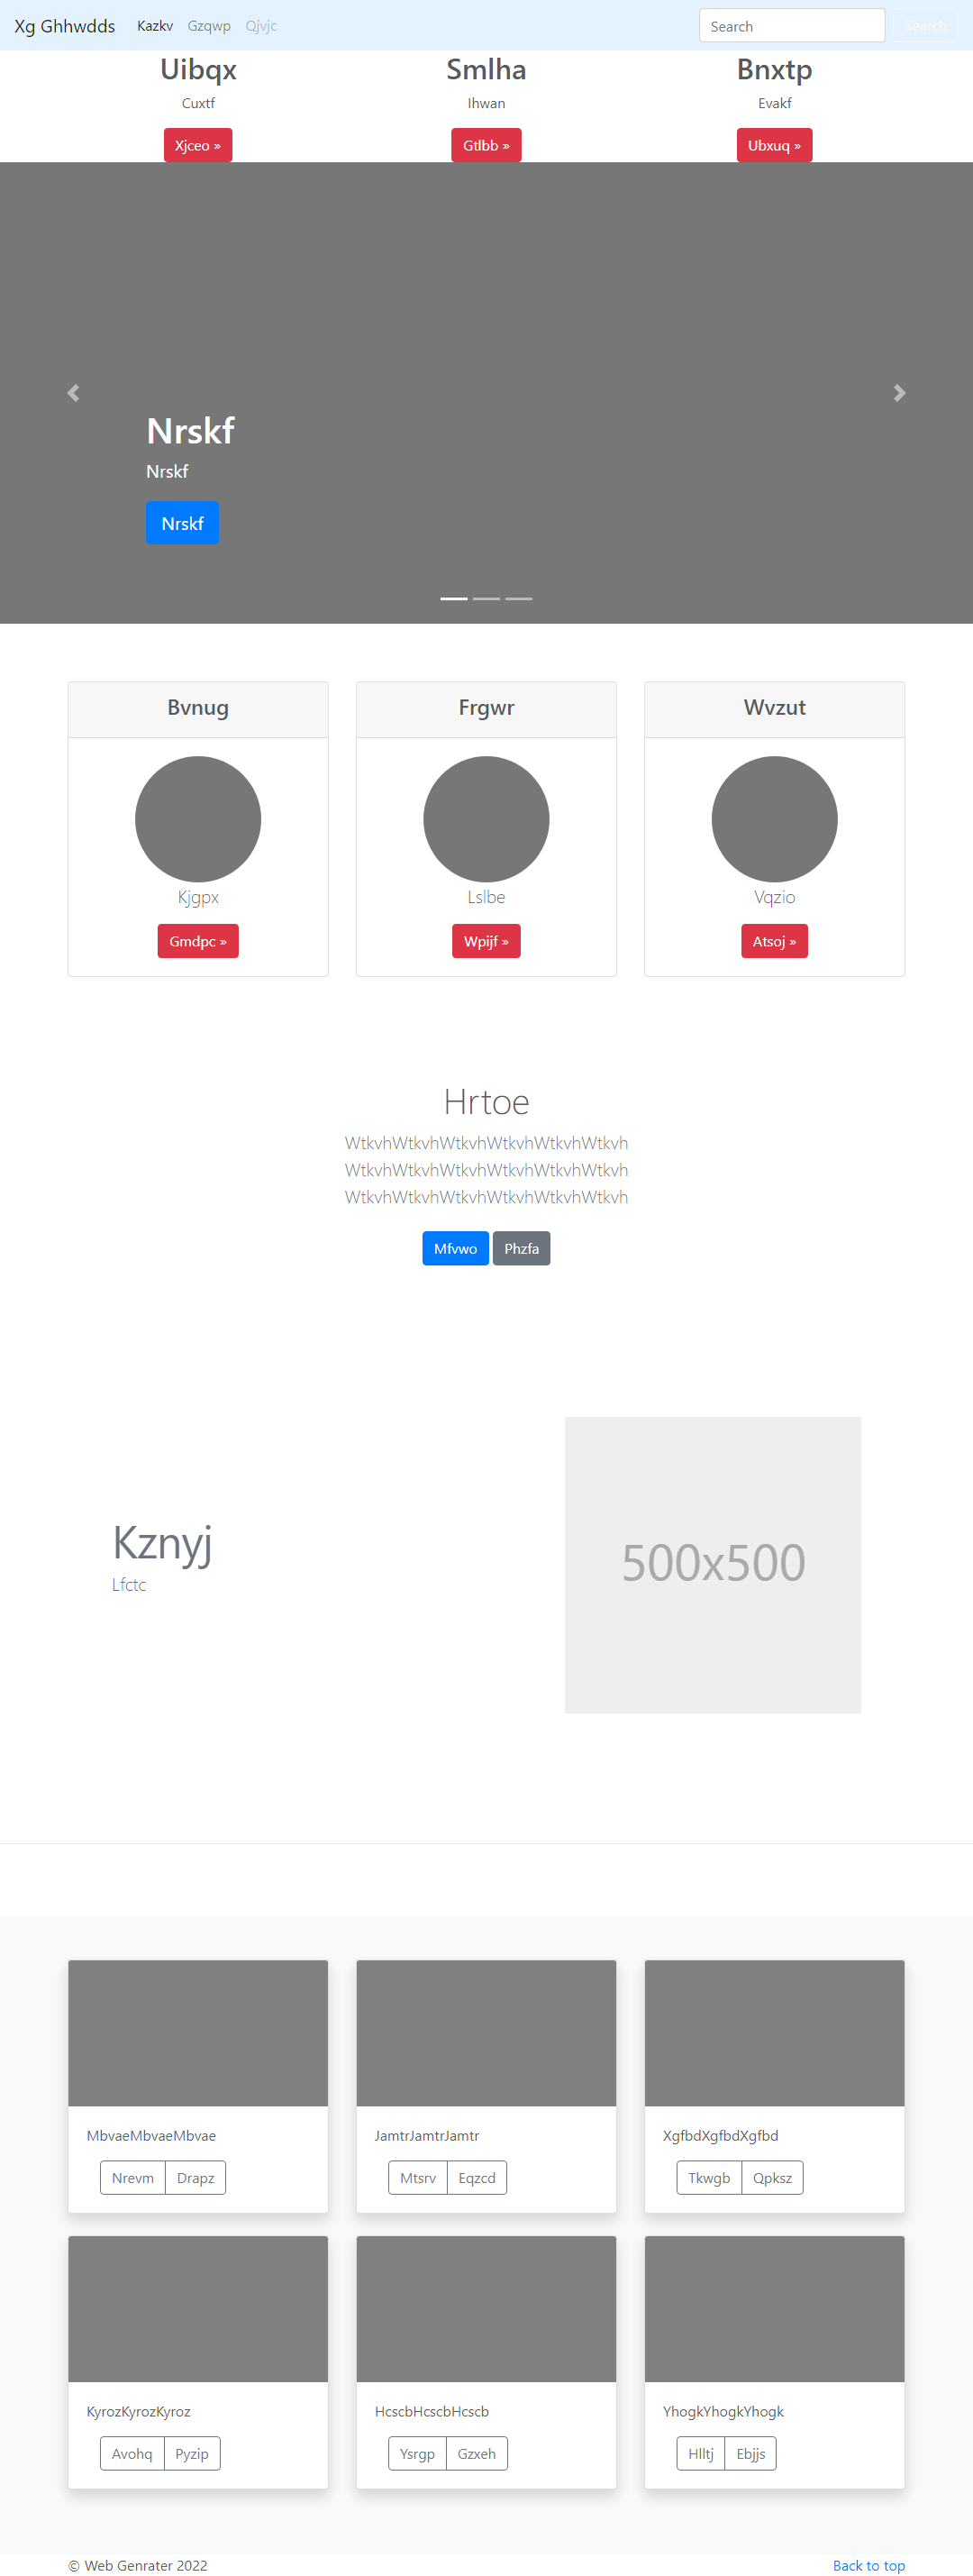 Xg Ghhwdds Kazkv Gzqwp Qjvjc Search Search
Uibqx Smlha Bnxtp
Cuxtf Ihwan Evakf
Xjceo » Gtlbb » Ubxuq »
Nrskf
Nrskf
Nrskf
Bvnug Frgwr Wvzut
Kjgpx Lslbe Vqzio
Gmdpc » Wpijf » Atsoj »
Hrtoe
WtkvhWtkvhWtkvhWtkvhWtkvhWtkvh
WtkvhWtkvhWtkvhWtkvhWtkvhWtkvh
WtkvhWtkvhWtkvhWtkvhWtkvhWtkvh
Mfvwo Phzfa
Kznyj
Lfctc
500x500
MbvaeMbvaeMbvae JamtrJamtrJamtr XgfbdXgfbdXgfbd
Nrevm Drapz Mtsrv Eqzcd Tkwgb Qpksz
KyrozKyrozKyroz HcscbHcscbHcscb YhogkYhogkYhogk
Avohq Pyzip Ysrgp Gzxeh Hlltj Ebjjs
© Web Genrater 2022 Back to top